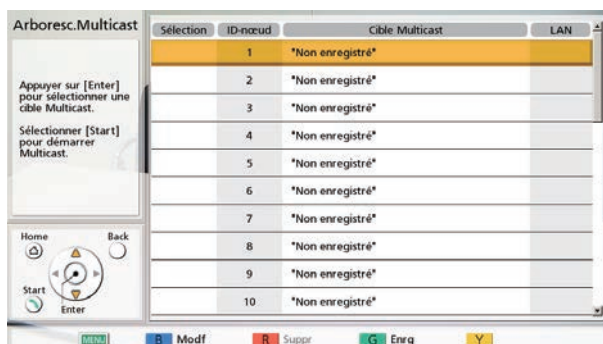 Arboresc.Multicast
Sélection ID-nœud Cible Multicast LAN
Appuyer sur [Enter]
pour sélectionner une
cible Multicast.
Sélectionner [Start]
pour démarrer
Multicast.
1 "Non enregistré"
2 "Non enregistré"
3 "Non enregistré"
4 "Non enregistré"
5 "Non enregistré"
6 "Non enregistré"
7 "Non enregistré"
8 "Non enregistré"
9 "Non enregistré"
10 "Non enregistré"
Home Back
Start
Enter
MENU B Modf R Suppr G Enrg Y